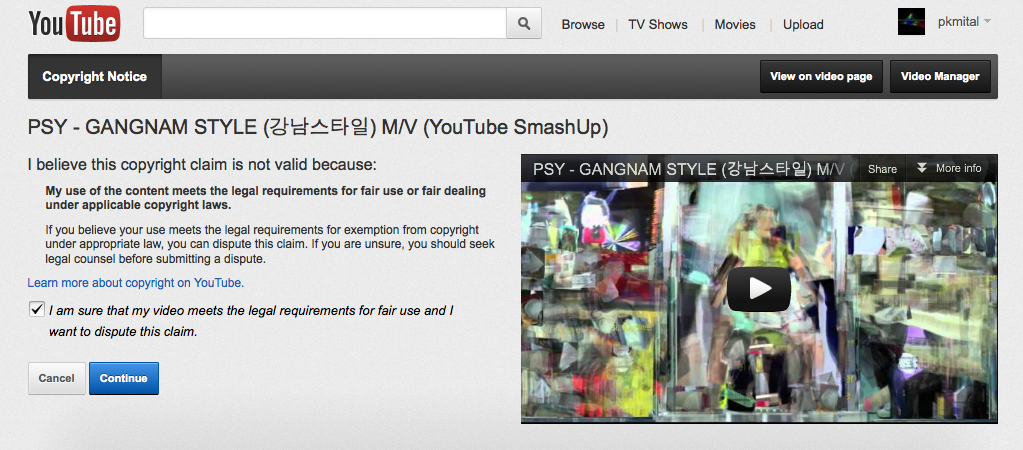 YouTube
Browse | TV Shows | Movies | Upload
pkmital
Copyright Notice
View on video page
Video Manager
PSY - GANGNAM STYLE (강남스타일) M/V (YouTube SmashUp)
I believe this copyright claim is not valid because:
My use of the content meets the legal requirements for fair use or fair dealing
under applicable copyright laws.
If you believe your use meets the legal requirements for exemption from copyright
under appropriate law, you can dispute this claim. If you are unsure, you should seek
legal counsel before submitting a dispute.
Learn more about copyright on YouTube.
I am sure that my video meets the legal requirements for fair use and I
want to dispute this claim.
Cancel
Continue
PSY - GANGNAM STYLE (강남스타일) M/V (
Share
More info